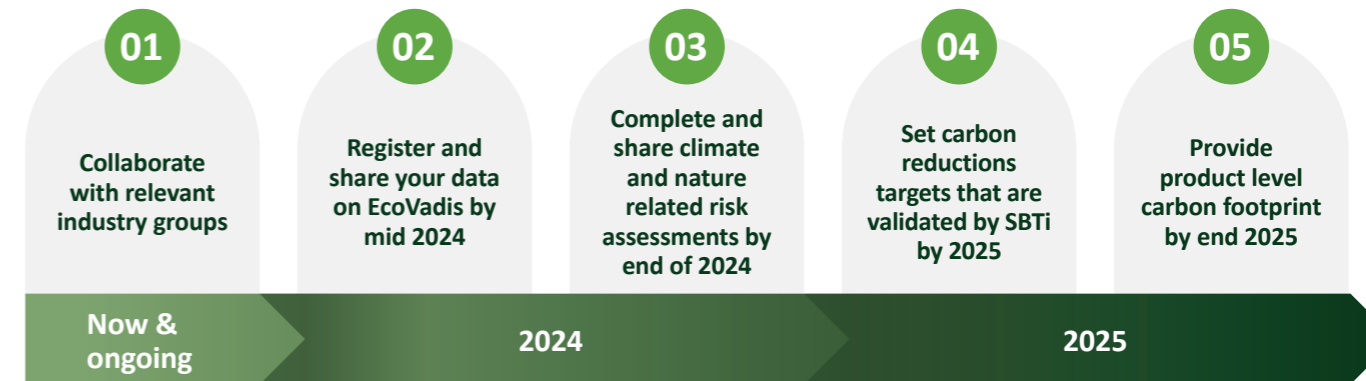 01
Collaborate
with relevant
industry groups
02
Register and
share your data
on EcoVadis by
mid 2024
03
Complete and
share climate
and nature
related risk
assessments by
end of 2024
04
Set carbon
reductions
targets that are
validated by SBTi
by 2025
05
Provide
product level
carbon footprint
by end 2025
Now &
ongoing
2024
2025